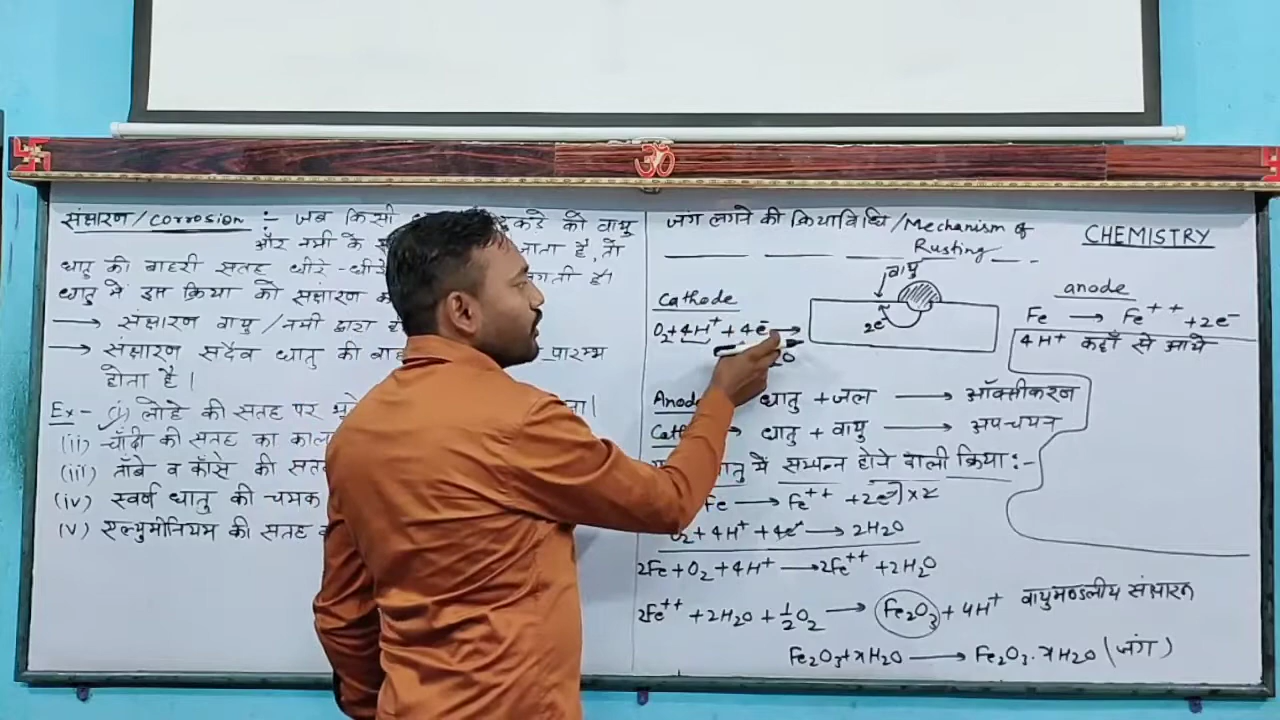 ॐ
संक्षारण / Corrosion :- जब किसी टुकडे को वायु
और नमी के जाता है, तो
धातु की बाहरी सतह धीरे-धीरे लगती है।
धातु में इस क्रिया को संक्षारण
→ संक्षारण वायु/नमी द्वारा
→ संक्षारण सदैव धातु की प्रारम्भ
होता है।
Ex- (i) लोहे की सतह पर
(ii) चाँदी की सतह का
(iii) ताँबे व काँसे की
(iv) स्वर्ण धातु की चमक
(v) एल्युमीनियम की सतह
जंग लगने की क्रियाविधि / Mechanism of
Rusting
CHEMISTRY
वायु
2e⁻
Cathode
O₂ + 4H⁺ + 4e⁻ →
2O
anode
Fe → Fe⁺⁺ + 2e⁻
4H⁺ कहाँ से आये
Anode धातु + जल → ऑक्सीकरण
Cath → धातु + वायु → अपचयन
धातु में सम्पन्न होने वाली क्रिया :-
Fe → Fe⁺⁺ + 2e⁻] x 2
O₂ + 4H⁺ + 4e⁻ → 2H₂O
2Fe + O₂ + 4H⁺ → 2Fe⁺⁺ + 2H₂O
2Fe⁺⁺ + 2H₂O + ½O₂ → Fe₂O₃ + 4H⁺ वायुमण्डलीय संक्षारण
Fe₂O₃ + xH₂O → Fe₂O₃.xH₂O (जंग)